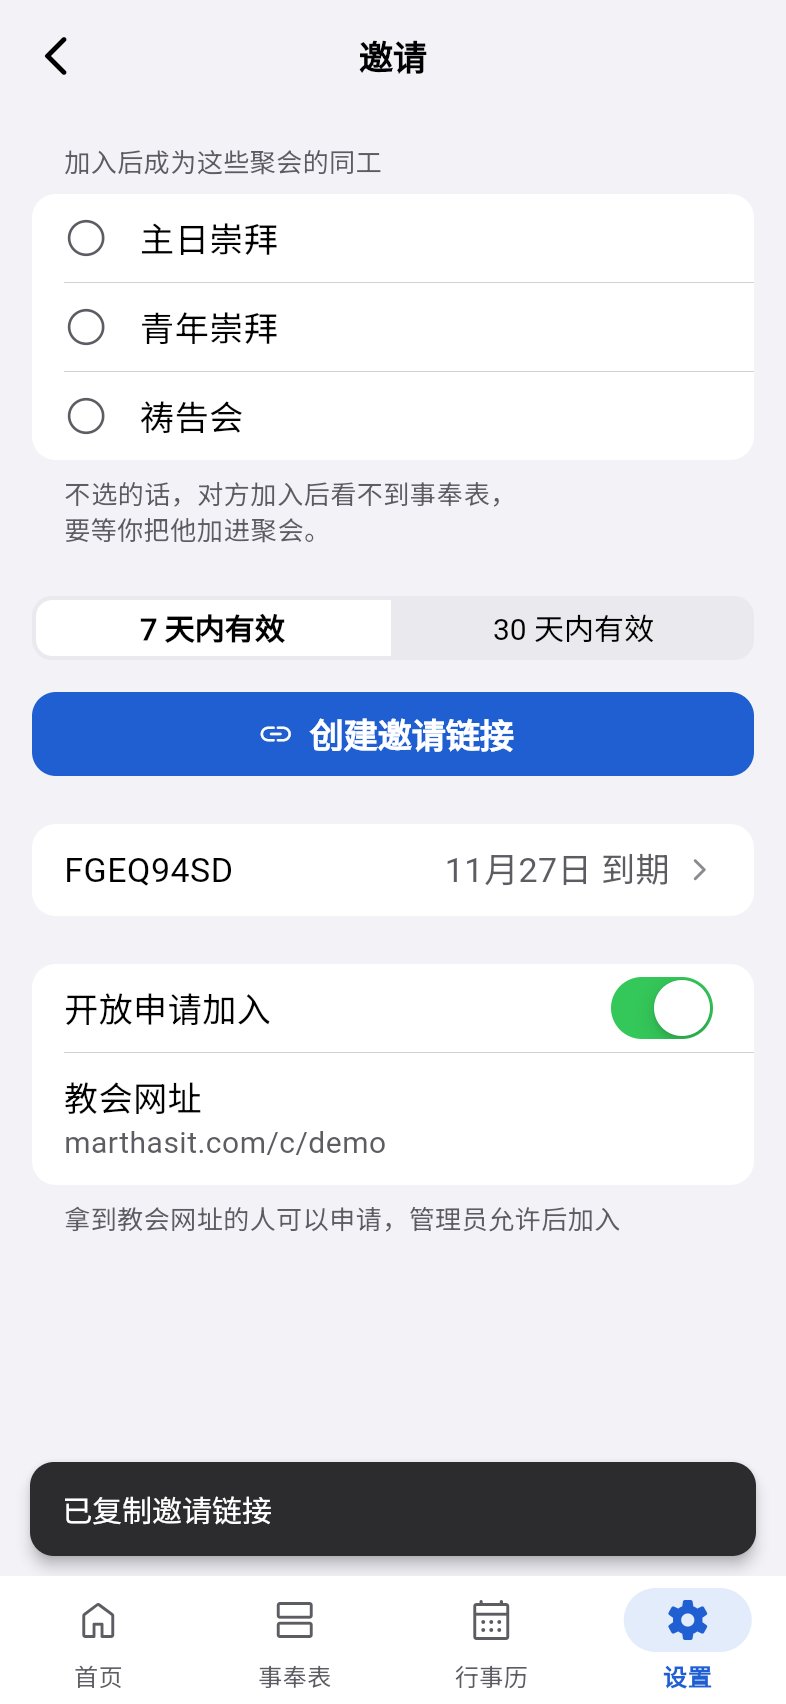 邀请
加入后成为这些聚会的同工
主日崇拜
青年崇拜
祷告会
不选的话，对方加入后看不到事奉表，
要等你把他加进聚会。
7 天内有效
30 天内有效
创建邀请链接
FGEQ94SD
11月27日 到期
开放申请加入
教会网址
marthasit.com/c/demo
拿到教会网址的人可以申请，管理员允许后加入
已复制邀请链接
首页
事奉表
行事历
设置